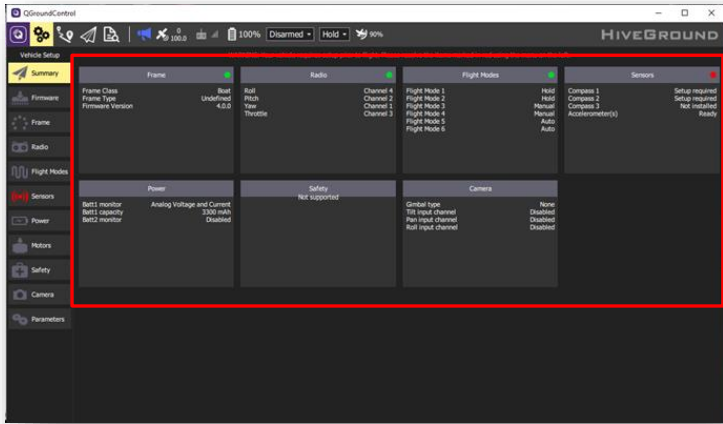 QGroundControl
0
100.0
100%
Disarmed
Hold
90%
HIVEGROUND
Vehicle Setup
Summary
Firmware
Frame
Radio
Flight Modes
Sensors
Power
Motors
Safety
Camera
Parameters
Frame
Frame Class Boat
Frame Type Undefined
Firmware Version 4.0.0
Radio
Roll Channel 4
Pitch Channel 2
Yaw Channel 1
Throttle Channel 3
Flight Modes
Flight Mode 1 Hold
Flight Mode 2 Hold
Flight Mode 3 Manual
Flight Mode 4 Manual
Flight Mode 5 Auto
Flight Mode 6 Auto
Sensors
Compass 1 Setup required
Compass 2 Setup required
Compass 3 Not installed
Accelerometer(s) Ready
Power
Batt1 monitor Analog Voltage and Current
Batt1 capacity 3300 mAh
Batt2 monitor Disabled
Safety
Not supported
Camera
Gimbal type None
Tilt input channel Disabled
Pan input channel Disabled
Roll input channel Disabled